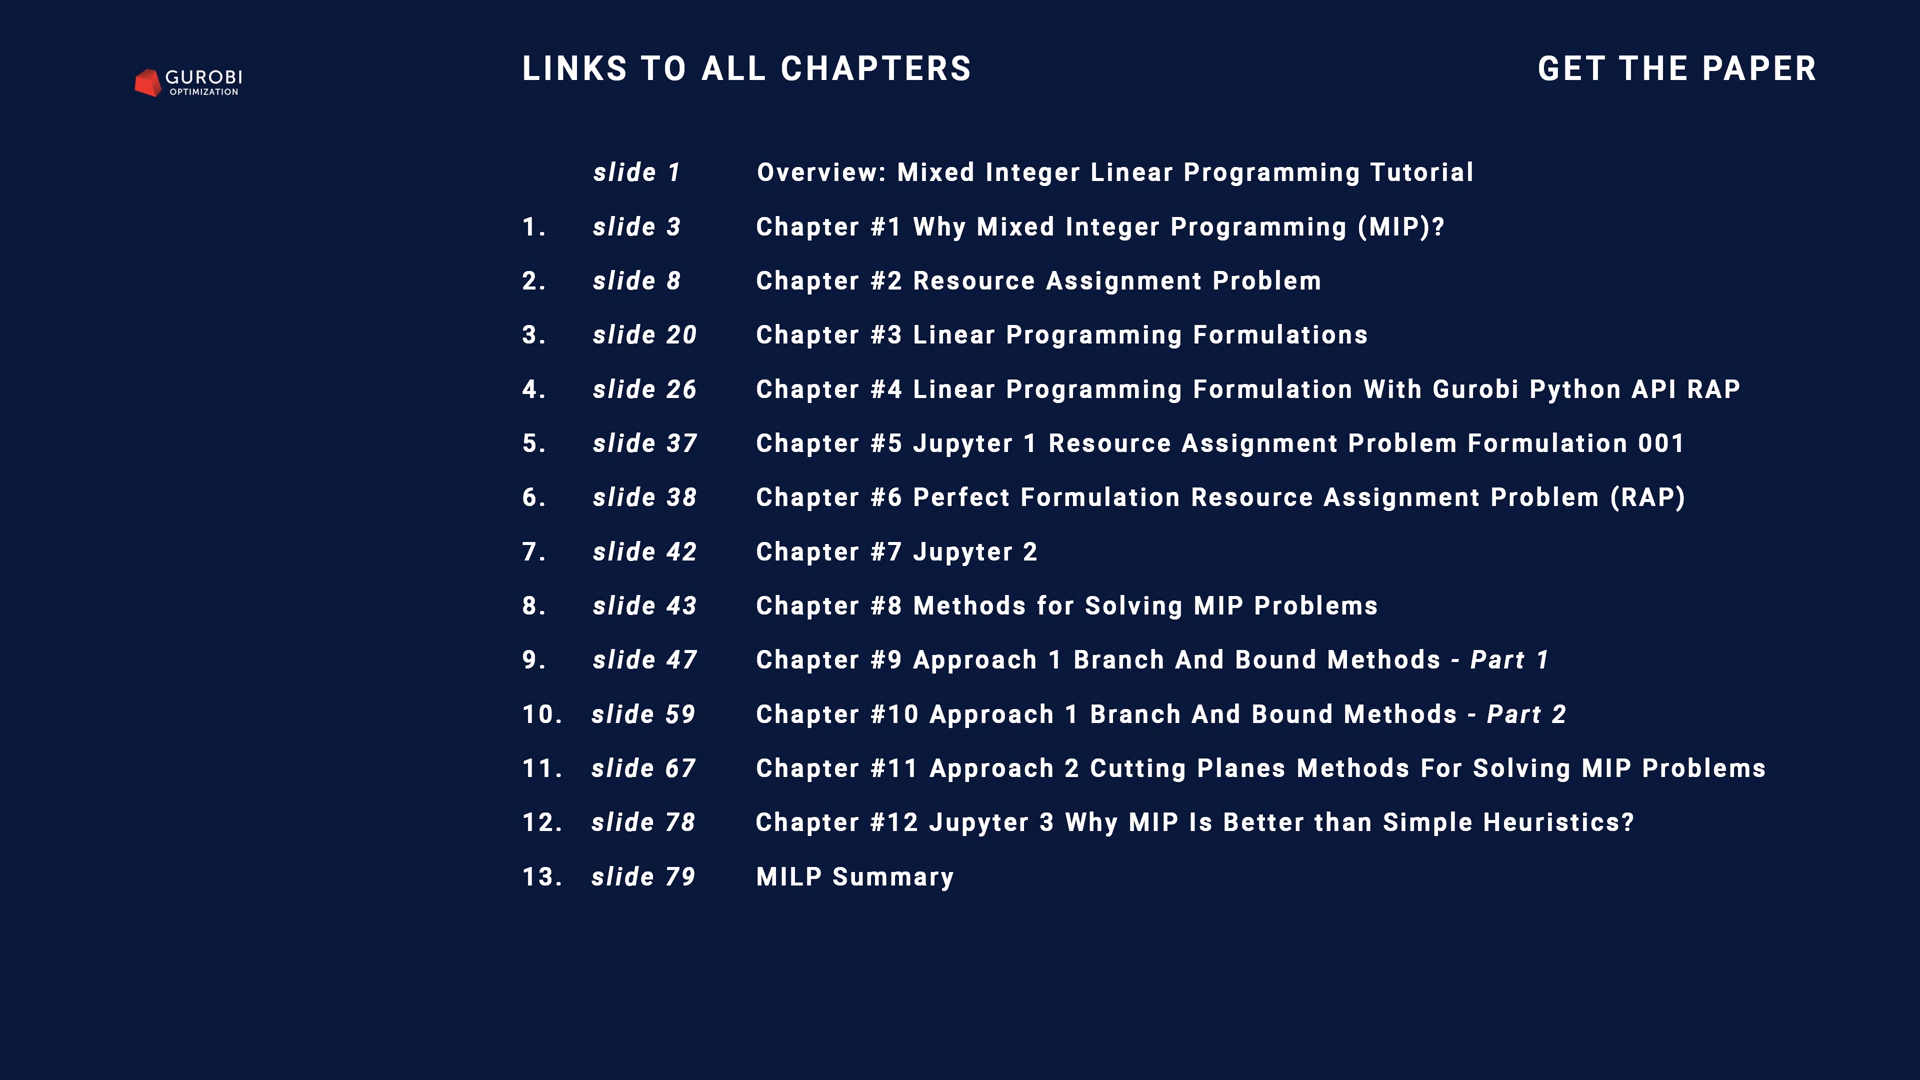 GUROBI
OPTIMIZATION
LINKS TO ALL CHAPTERS
GET THE PAPER
slide 1 Overview: Mixed Integer Linear Programming Tutorial
1. slide 3 Chapter #1 Why Mixed Integer Programming (MIP)?
2. slide 8 Chapter #2 Resource Assignment Problem
3. slide 20 Chapter #3 Linear Programming Formulations
4. slide 26 Chapter #4 Linear Programming Formulation With Gurobi Python API RAP
5. slide 37 Chapter #5 Jupyter 1 Resource Assignment Problem Formulation 001
6. slide 38 Chapter #6 Perfect Formulation Resource Assignment Problem (RAP)
7. slide 42 Chapter #7 Jupyter 2
8. slide 43 Chapter #8 Methods for Solving MIP Problems
9. slide 47 Chapter #9 Approach 1 Branch And Bound Methods - Part 1
10. slide 59 Chapter #10 Approach 1 Branch And Bound Methods - Part 2
11. slide 67 Chapter #11 Approach 2 Cutting Planes Methods For Solving MIP Problems
12. slide 78 Chapter #12 Jupyter 3 Why MIP Is Better than Simple Heuristics?
13. slide 79 MILP Summary